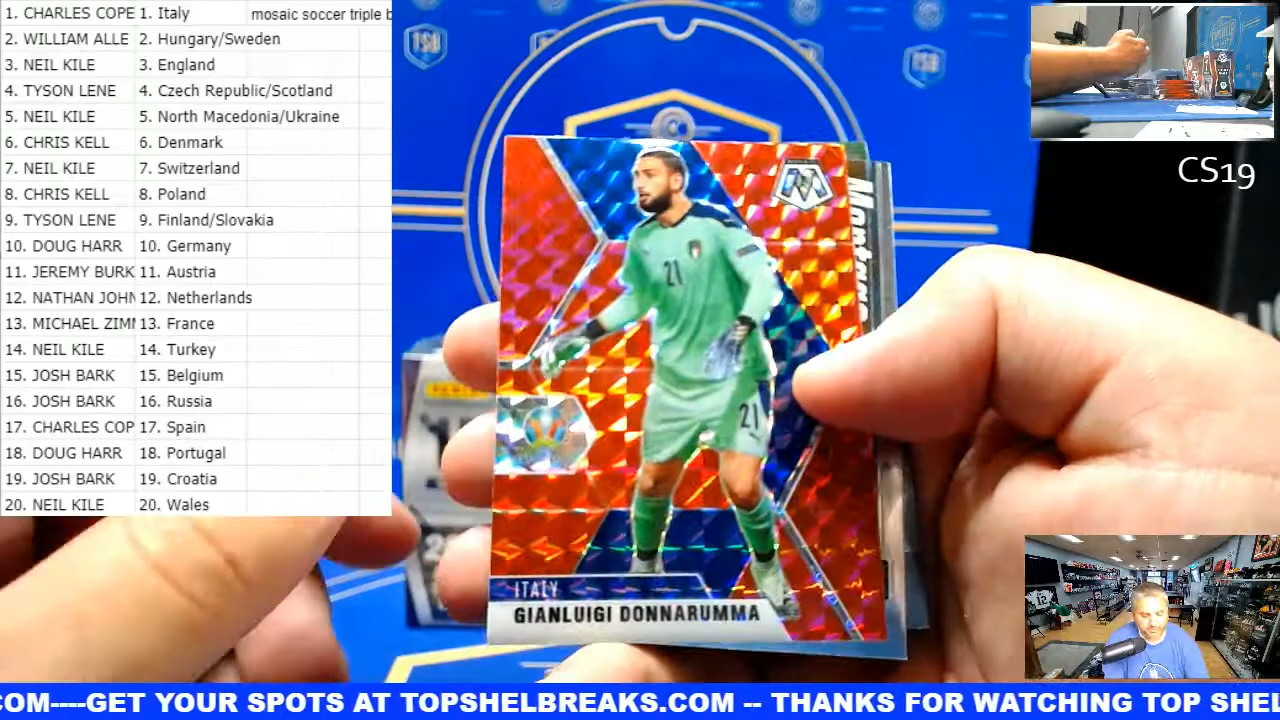 1. CHARLES COPE 1. Italy mosaic soccer triple b
2. WILLIAM ALLE 2. Hungary/Sweden
3. NEIL KILE 3. England
4. TYSON LENE 4. Czech Republic/Scotland
5. NEIL KILE 5. North Macedonia/Ukraine
6. CHRIS KELL 6. Denmark
7. NEIL KILE 7. Switzerland
8. CHRIS KELL 8. Poland
9. TYSON LENE 9. Finland/Slovakia
10. DOUG HARR 10. Germany
11. JEREMY BURK 11. Austria
12. NATHAN JOHN 12. Netherlands
13. MICHAEL ZIM 13. France
14. NEIL KILE 14. Turkey
15. JOSH BARK 15. Belgium
16. JOSH BARK 16. Russia
17. CHARLES COP 17. Spain
18. DOUG HARR 18. Portugal
19. JOSH BARK 19. Croatia
20. NEIL KILE 20. Wales
TSB
TSB
CS19
21
21
ITALY
GIANLUIGI DONNARUMMA
COM----GET YOUR SPOTS AT TOPSHELBREAKS.COM -- THANKS FOR WATCHING TOP SHEL